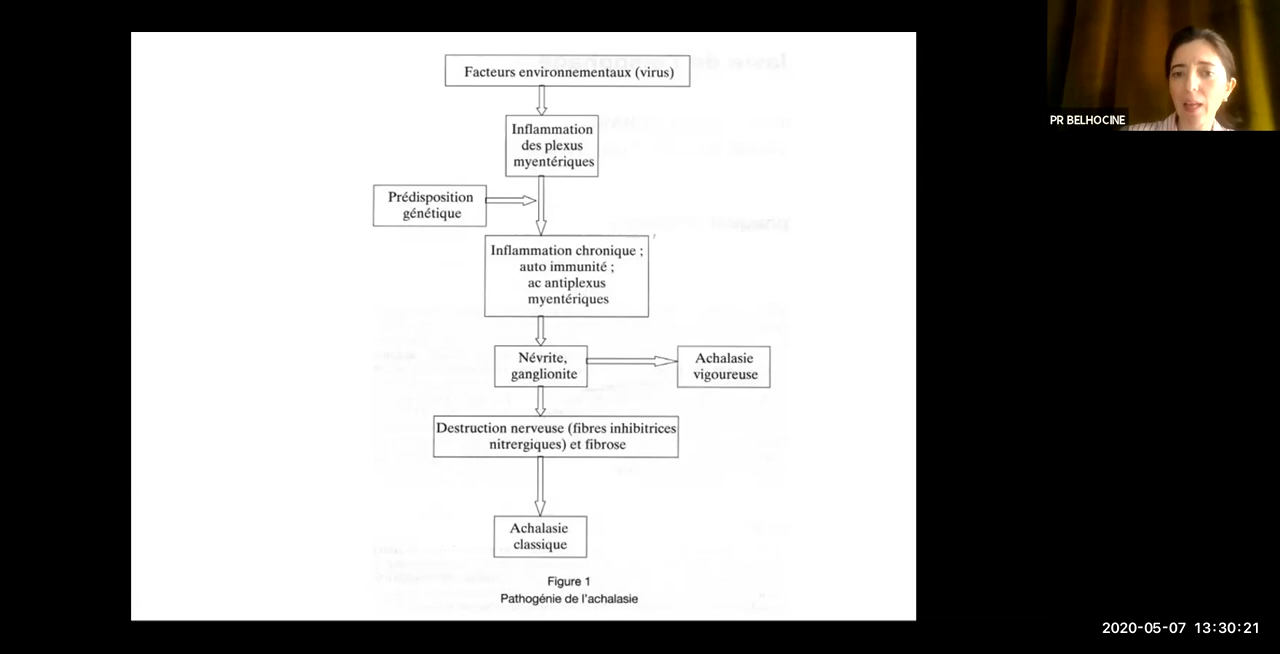 Facteurs environnementaux (virus)
Inflammation
des plexus
myentériques
Prédisposition
génétique
Inflammation chronique ;
auto immunité ;
ac antiplexus
myentériques
Névrite,
ganglionite
Achalasie
vigoureuse
Destruction nerveuse (fibres inhibitrices
nitrergiques) et fibrose
Achalasie
classique
Figure 1
Pathogénie de l'achalasie
PR BELHOCINE
2020-05-07 13:30:21